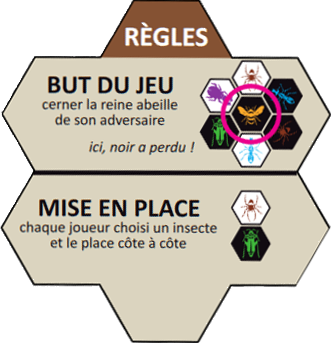 RÈGLES
BUT DU JEU
cerner la reine abeille
de son adversaire
ici, noir a perdu !
MISE EN PLACE
chaque joueur choisi un insecte
et le place côte à côte